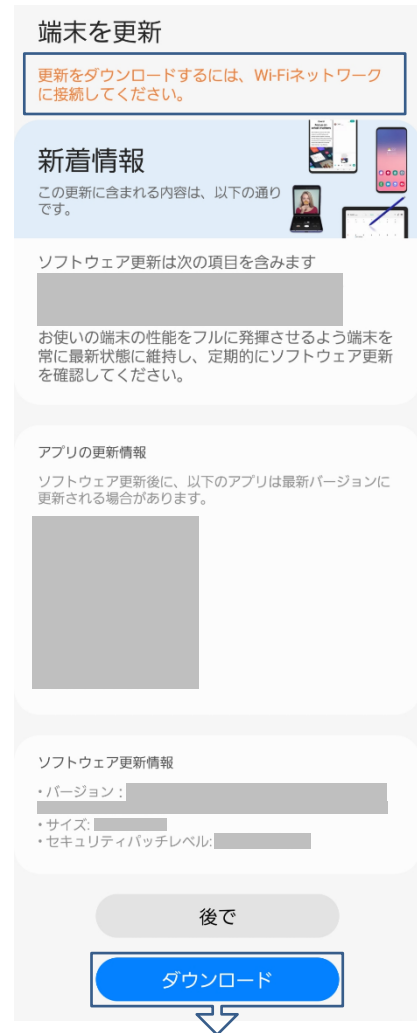 端末を更新
更新をダウンロードするには、Wi-Fiネットワーク
に接続してください。
新着情報
この更新に含まれる内容は、以下の通り
です。
ソフトウェア更新は次の項目を含みます
お使いの端末の性能をフルに発揮させるよう端末を
常に最新状態に維持し、定期的にソフトウェア更新
を確認してください。
アプリの更新情報
ソフトウェア更新後に、以下のアプリは最新バージョンに
更新される場合があります。
ソフトウェア更新情報
・バージョン :
・サイズ:
・セキュリティパッチレベル:
後で
ダウンロード